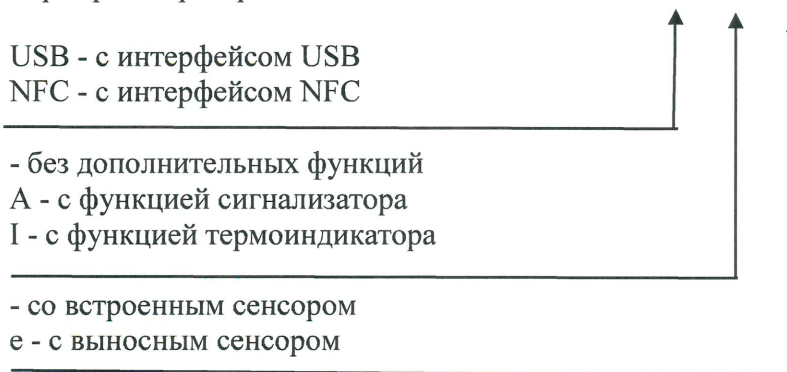 USB - с интерфейсом USB
NFC - с интерфейсом NFC
- без дополнительных функций
А - с функцией сигнализатора
I - с функцией термоиндикатора
- со встроенным сенсором
е - с выносным сенсором